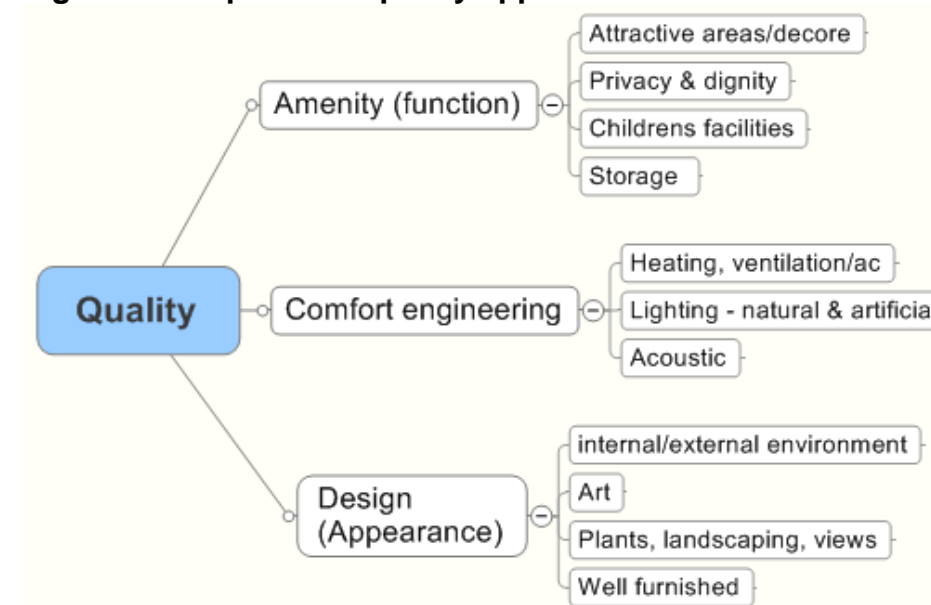 Attractive areas/decore
Amenity (function)
Privacy & dignity
Childrens facilities
Storage
Quality
Heating, ventilation/ac
Comfort engineering
Lighting - natural & artificia
Acoustic
internal/external environment
Design
(Appearance)
Art
Plants, landscaping, views
Well furnished